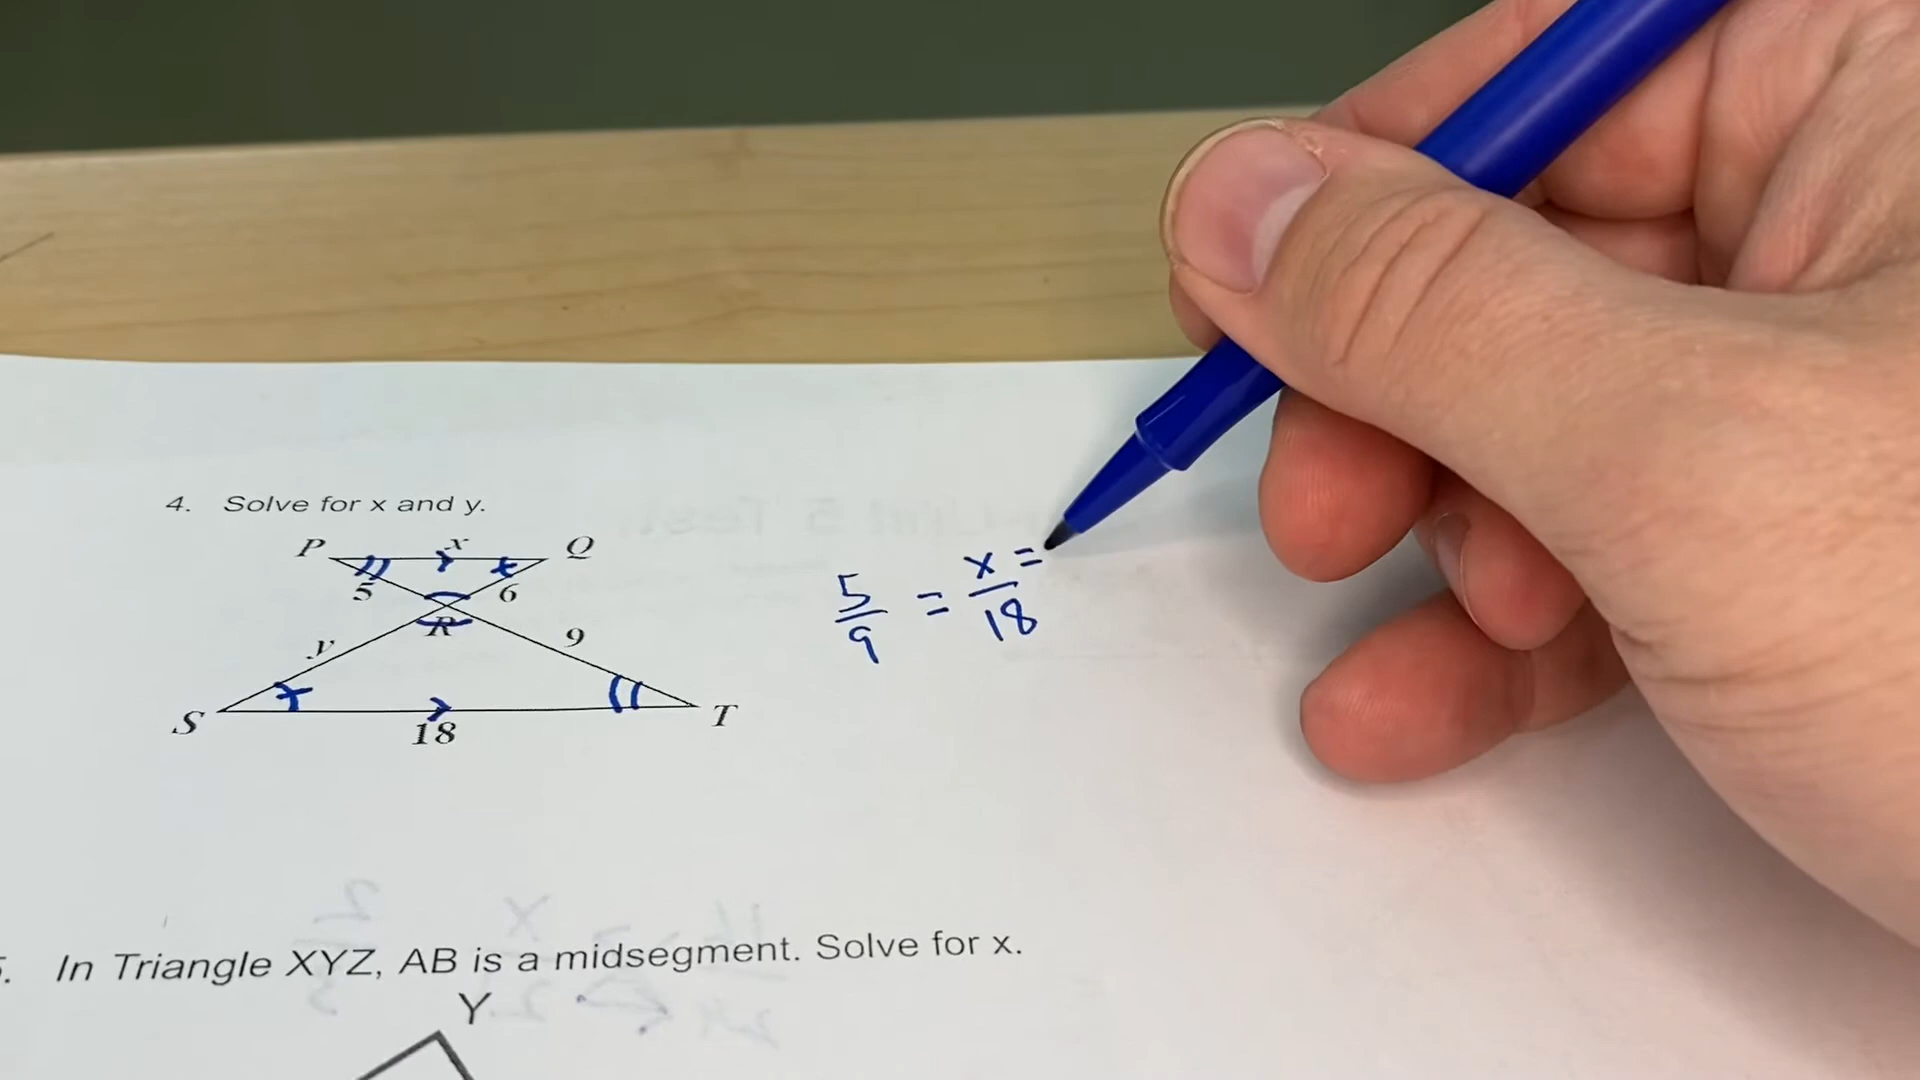 4. Solve for x and y.
P x Q
5 6
R
y 9
S 18 T
5/9 = x/18 =
5. In Triangle XYZ, AB is a midsegment. Solve for x.
Y